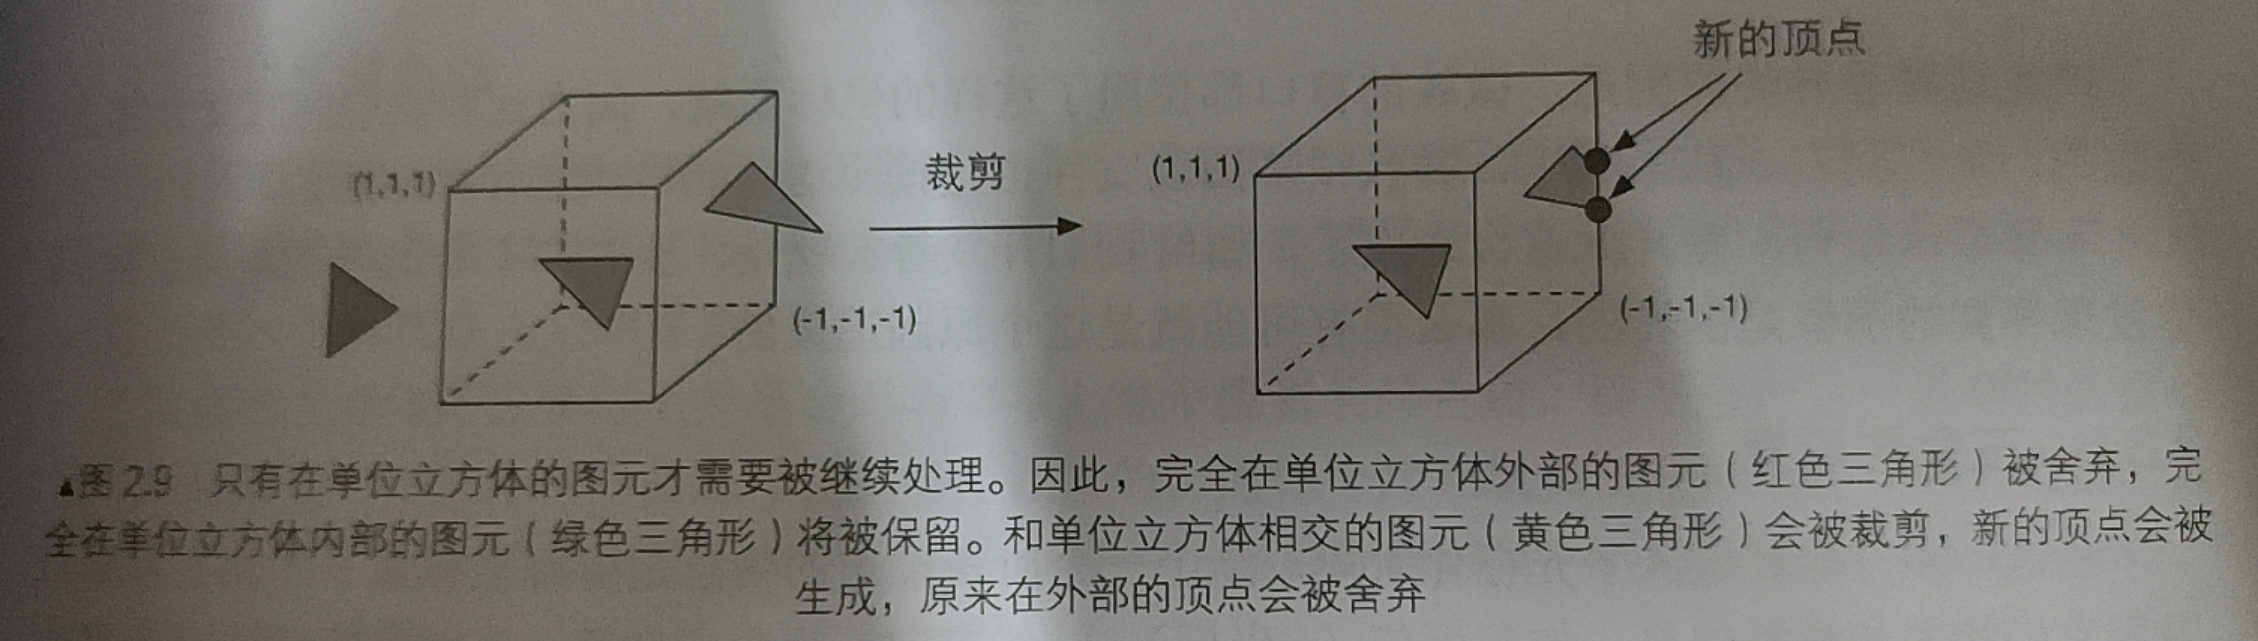 新的顶点
(1,1,1)
裁剪
(1,1,1)
(-1,-1,-1)
(-1,-1,-1)
▲图 2.9 只有在单位立方体的图元才需要被继续处理。因此，完全在单位立方体外部的图元（红色三角形）被舍弃，完
全在单位立方体内部的图元（绿色三角形）将被保留。和单位立方体相交的图元（黄色三角形）会被裁剪，新的顶点会被
生成，原来在外部的顶点会被舍弃